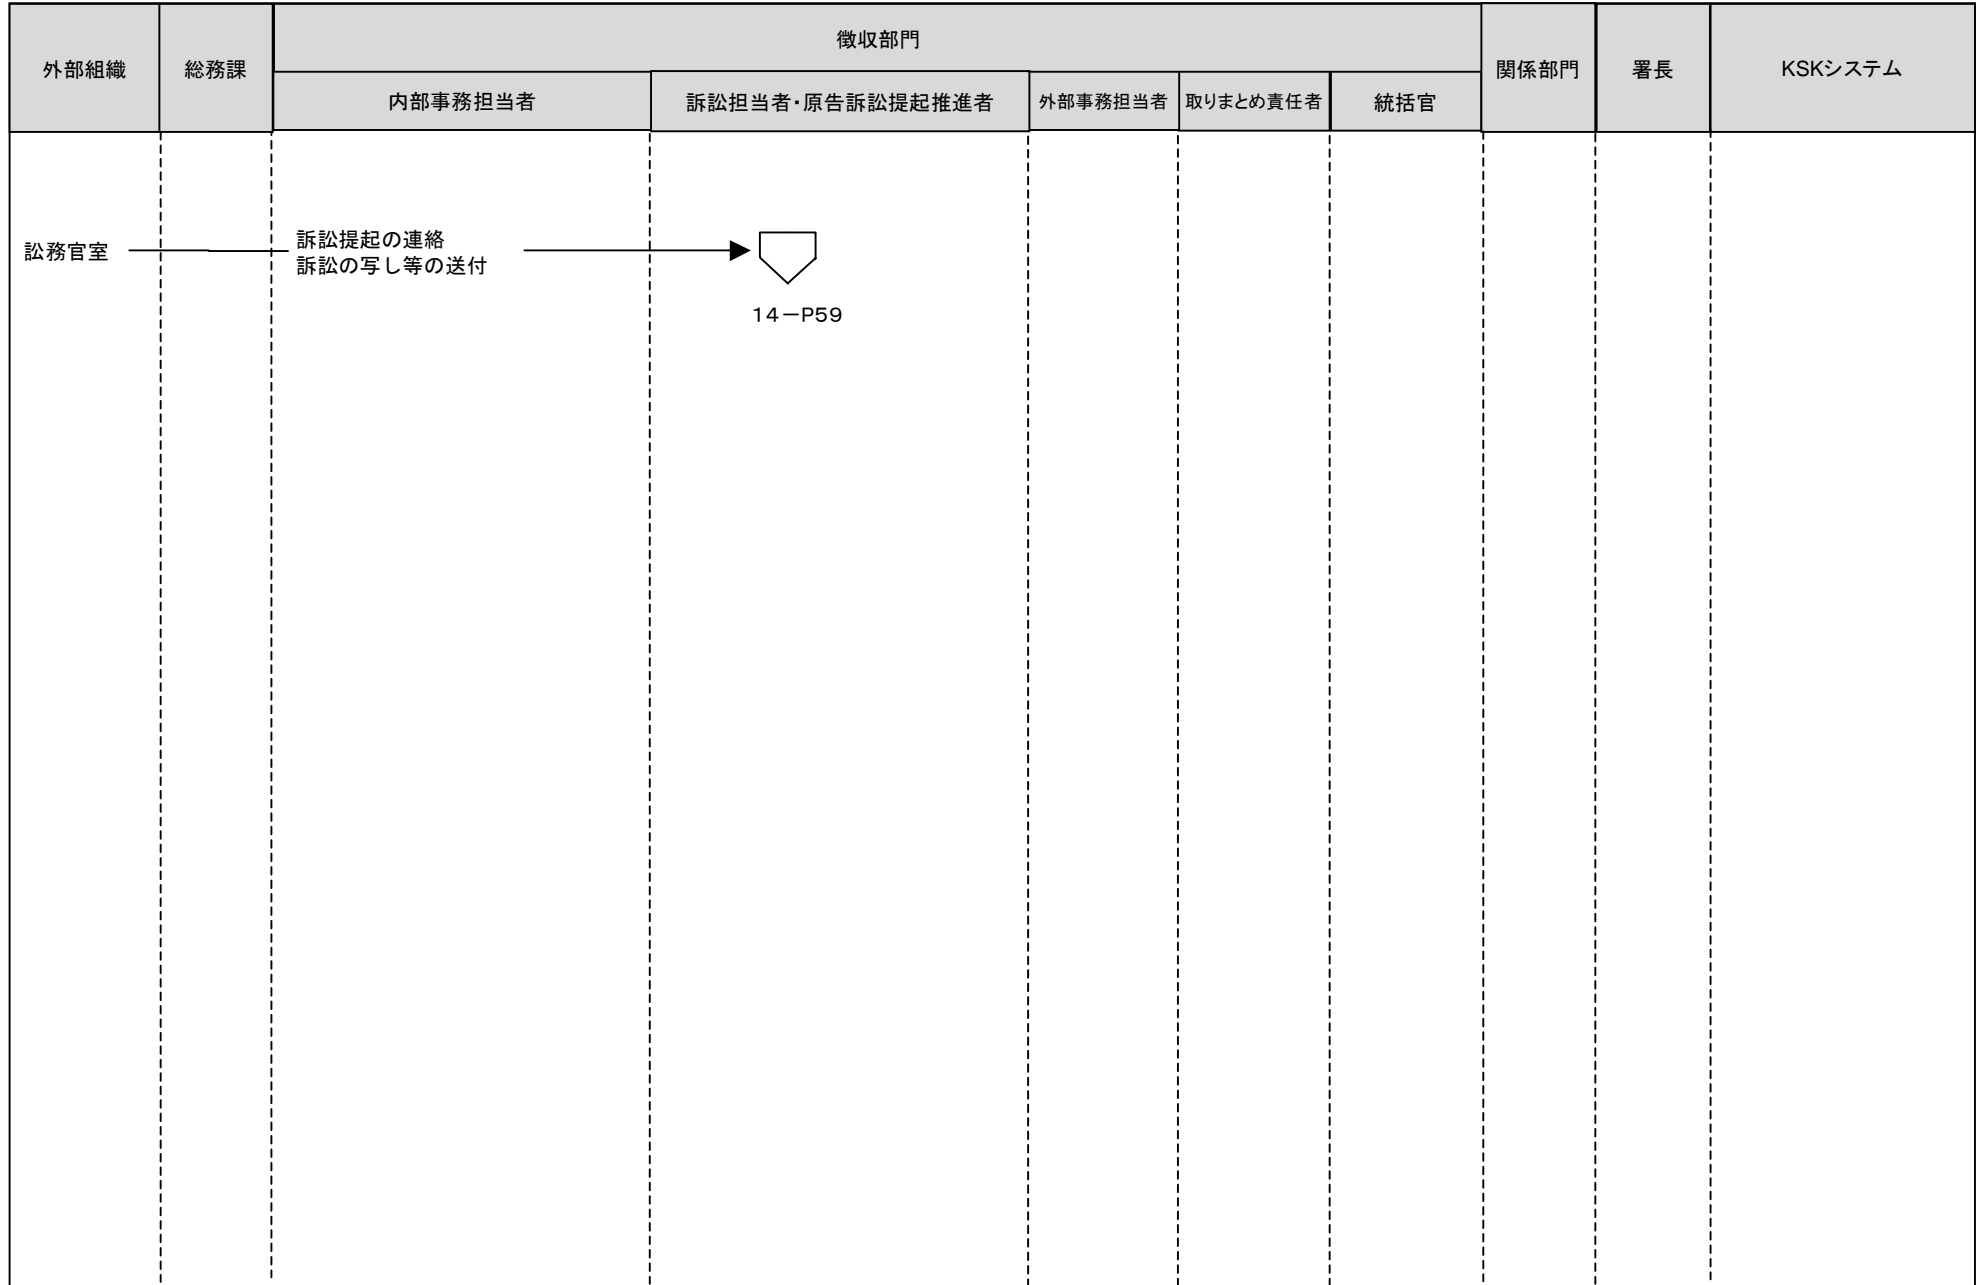 徴収部門
外部組織
総務課
関係部門
署長
KSKシステム
内部事務担当者
訴訟担当者・原告訴訟提起推進者
外部事務担当者
取りまとめ責任者
統括官
訟務官室
訴訟提起の連絡
訴訟の写し等の送付
14－P59